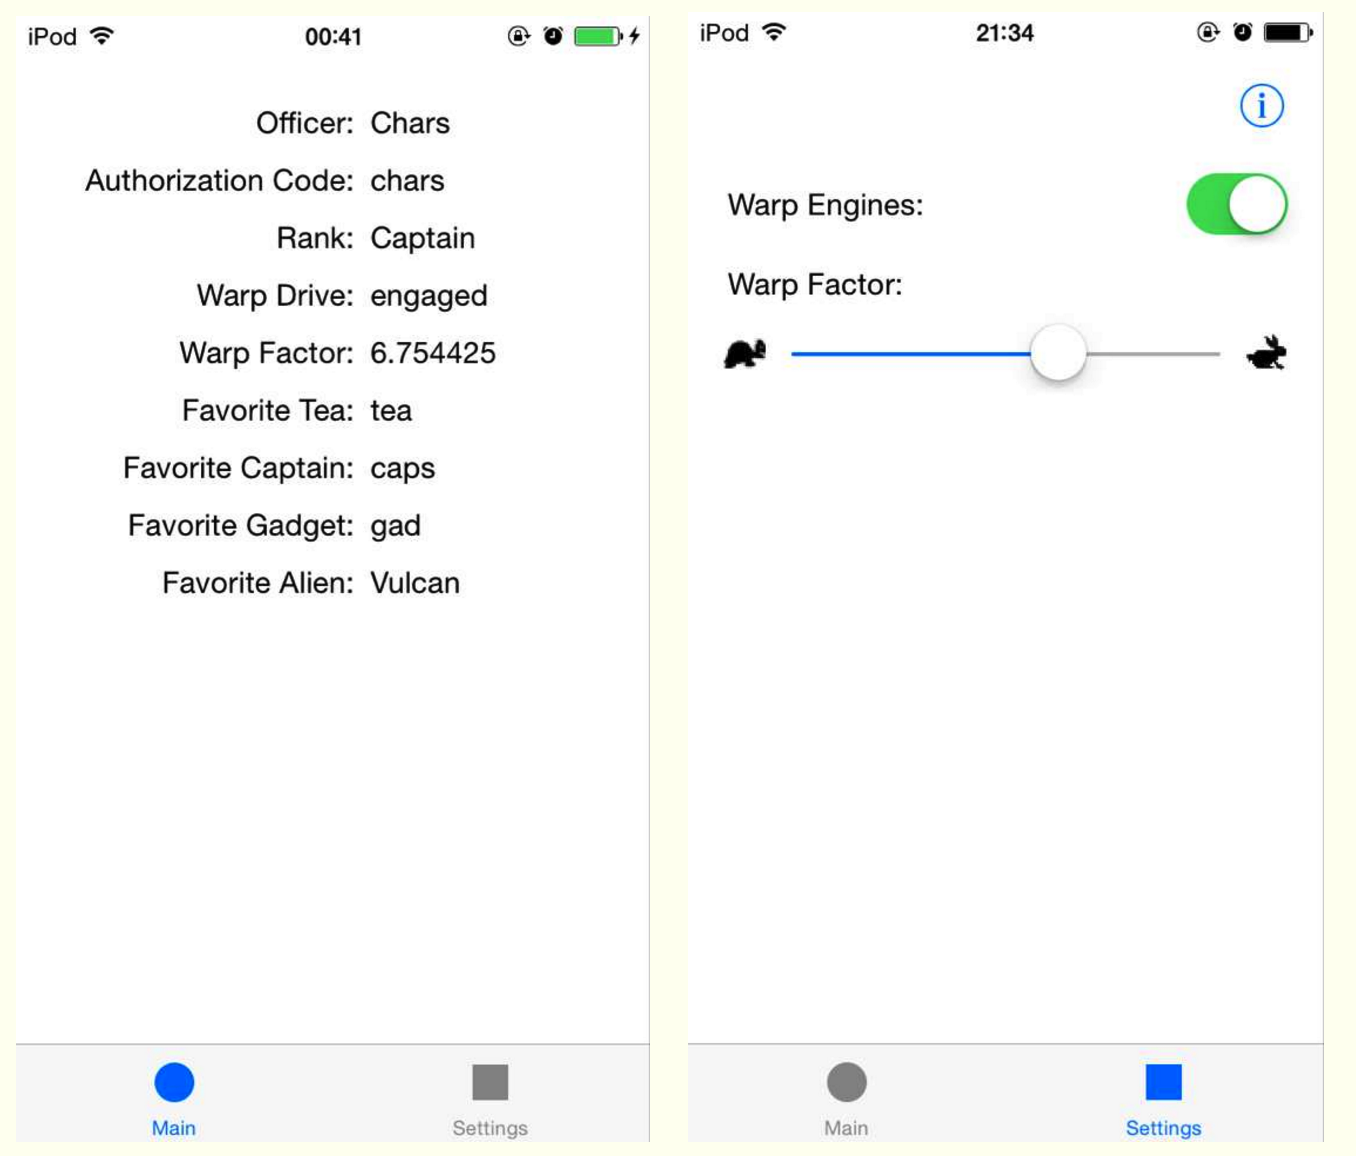 iPod 00:41
Officer: Chars
Authorization Code: chars
Rank: Captain
Warp Drive: engaged
Warp Factor: 6.754425
Favorite Tea: tea
Favorite Captain: caps
Favorite Gadget: gad
Favorite Alien: Vulcan
Main Settings
iPod 21:34
i
Warp Engines:
Warp Factor:
Main Settings